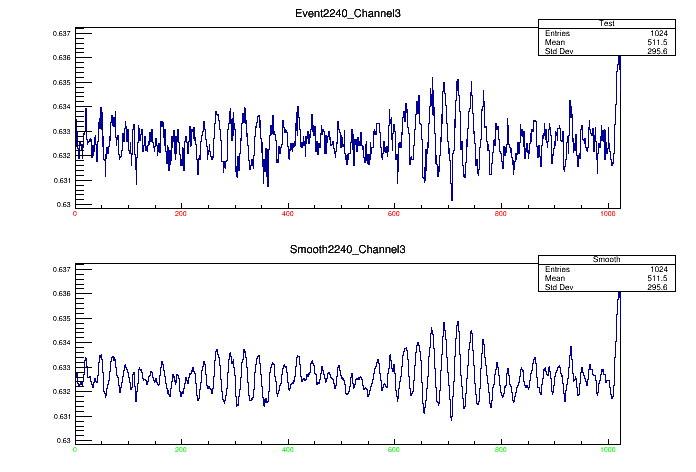 Event2240_Channel3
Test
Entries 1024
Mean 511.5
Std Dev 295.6
0.637
0.636
0.635
0.634
0.633
0.632
0.631
0.63
0 200 400 600 800 1000
Smooth2240_Channel3
Smooth
Entries 1024
Mean 511.5
Std Dev 295.6
0.637
0.636
0.635
0.634
0.633
0.632
0.631
0.63
0 200 400 600 800 1000